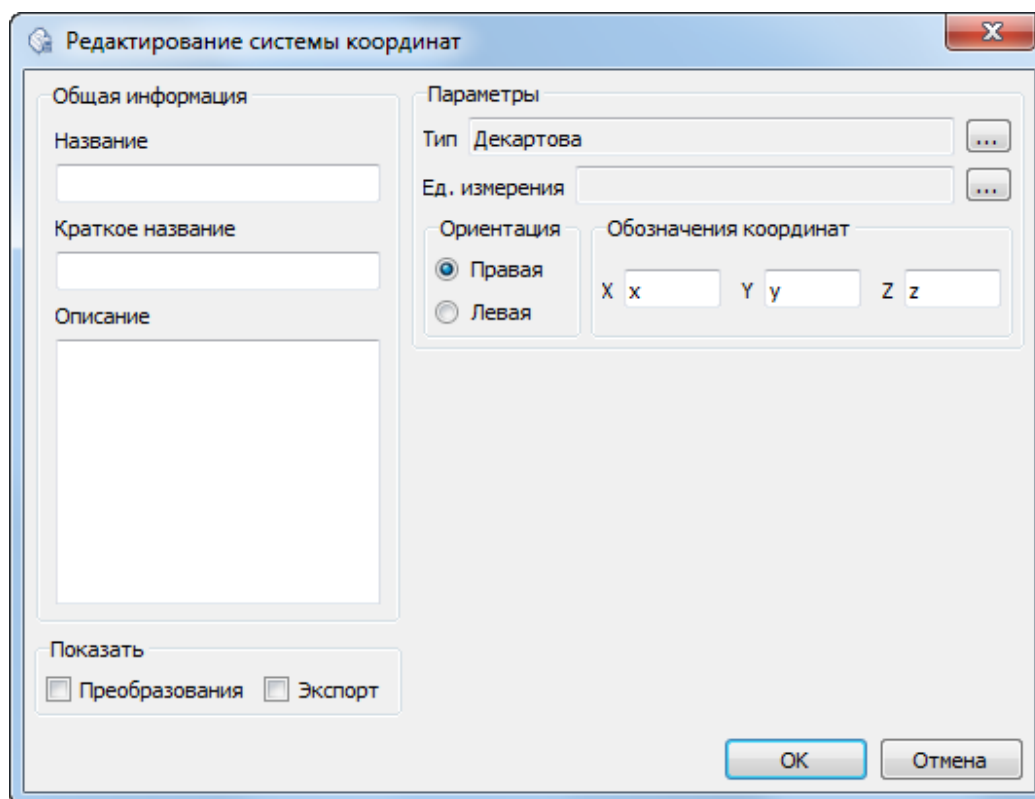 Редактирование системы координат
Общая информация
Название
Краткое название
Описание
Показать
Преобразования Экспорт
Параметры
Тип Декартова ...
Ед. измерения ...
Ориентация
Правая
Левая
Обозначения координат
X x Y y Z z
OK Отмена